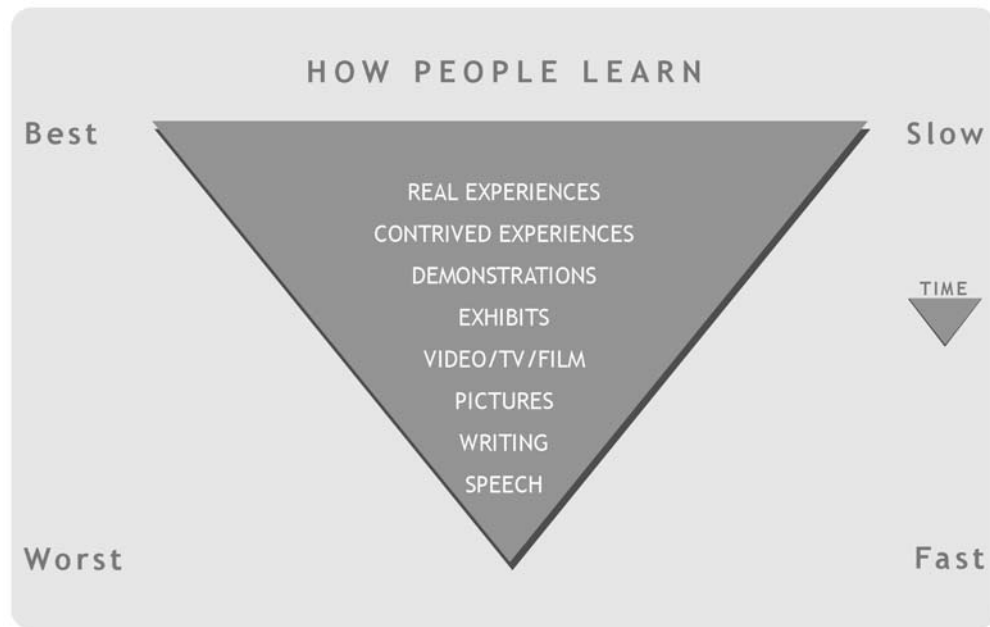 HOW PEOPLE LEARN
Best
Slow
REAL EXPERIENCES
CONTRIVED EXPERIENCES
DEMONSTRATIONS
EXHIBITS
VIDEO/TV/FILM
PICTURES
WRITING
SPEECH
TIME
Worst
Fast